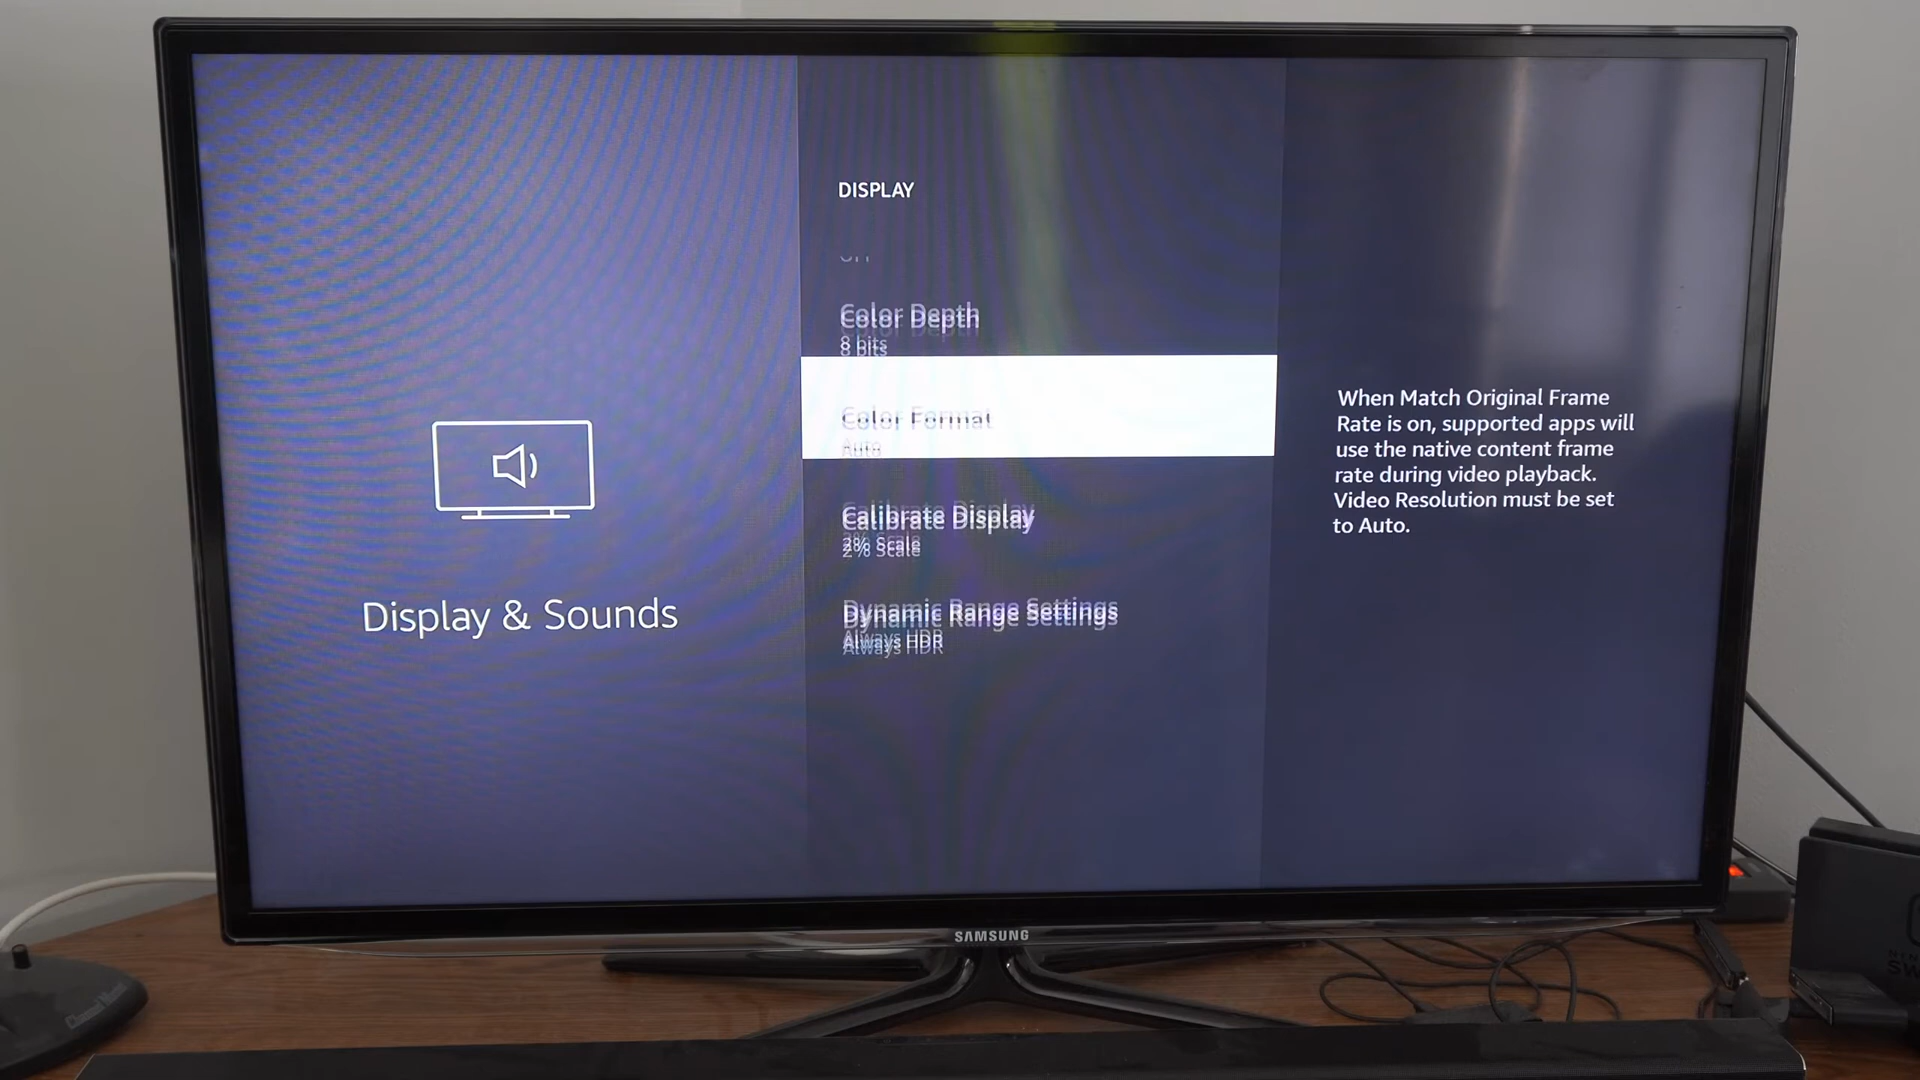 DISPLAY
Color Depth
8 bits
Color Format
Auto
Calibrate Display
2% Scale
Dynamic Range Settings
Always HDR
Display & Sounds
When Match Original Frame
Rate is on, supported apps will
use the native content frame
rate during video playback.
Video Resolution must be set
to Auto.
SAMSUNG
Channel Master